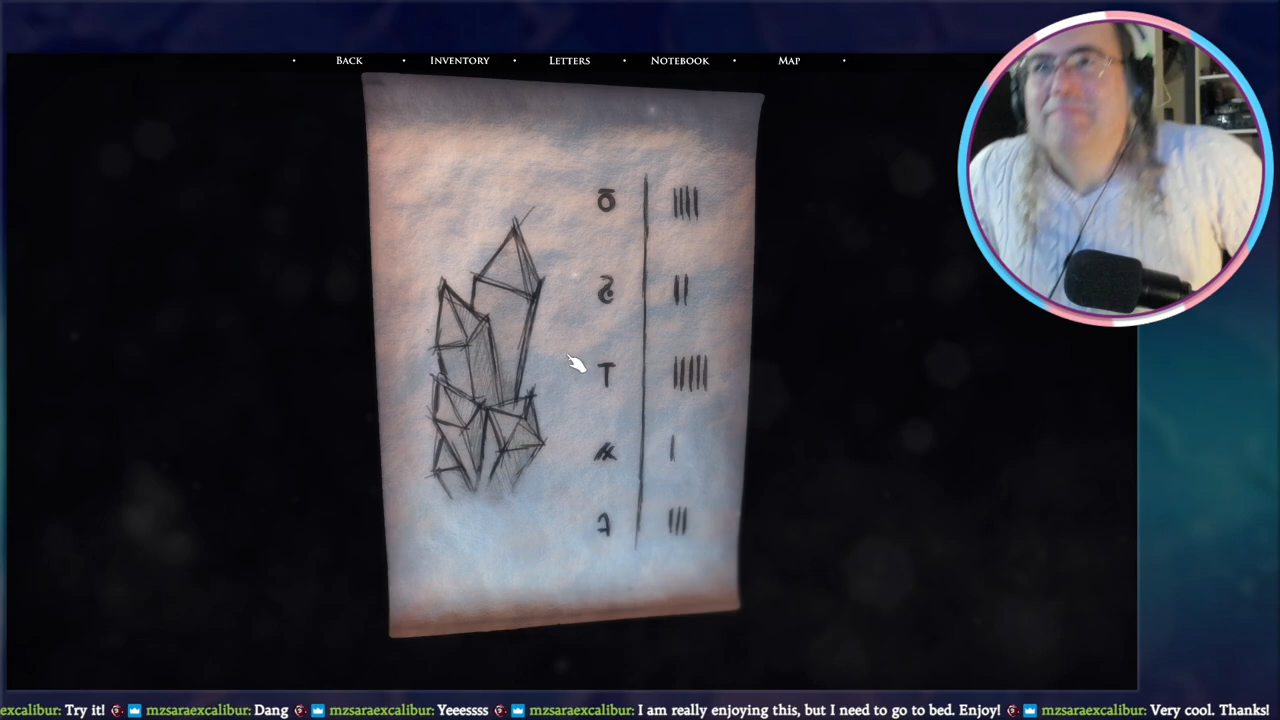 BACK INVENTORY LETTERS NOTEBOOK MAP
excalibur: Try it! mzsaraexcalibur: Dang mzsaraexcalibur: Yeeessss mzsaraexcalibur: I am really enjoying this, but I need to go to bed. Enjoy! mzsaraexcalibur: Very cool. Thanks!